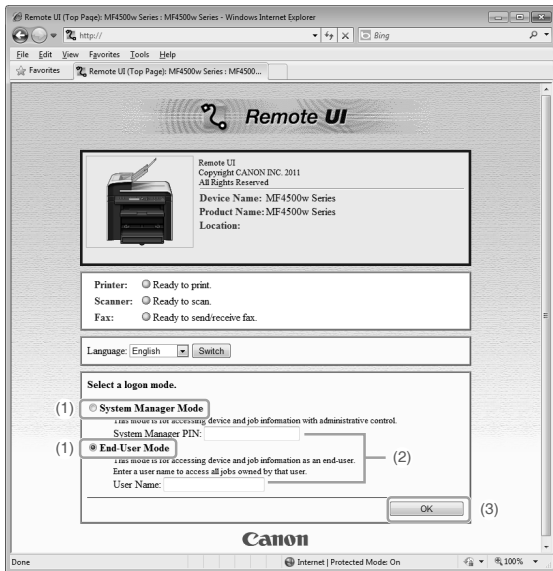 Remote UI (Top Page): MF4500w Series : MF4500w Series - Windows Internet Explorer
http://
Bing
File Edit View Favorites Tools Help
Favorites Remote UI (Top Page): MF4500w Series : MF4500...
Remote UI
Remote UI
Copyright CANON INC. 2011
All Rights Reserved
Device Name: MF4500w Series
Product Name: MF4500w Series
Location:
Printer: Ready to print.
Scanner: Ready to scan.
Fax: Ready to send/receive fax.
Language: English Switch
Select a logon mode.
(1) System Manager Mode
This mode is for accessing device and job information with administrative control.
System Manager PIN:
(1) End-User Mode
This mode is for accessing device and job information as an end-user.
(2)
Enter a user name to access all jobs owned by that user.
User Name:
OK (3)
Canon
Done Internet | Protected Mode: On 100%